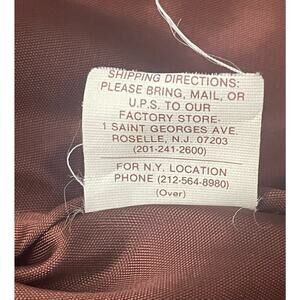 SHIPPING DIRECTIONS:
PLEASE BRING, MAIL, OR
U.P.S. TO OUR
FACTORY STORE-
1 SAINT GEORGES AVE.
ROSELLE, N.J. 07203
(201-241-2600)
FOR N.Y. LOCATION
PHONE (212-564-8980)
(Over)